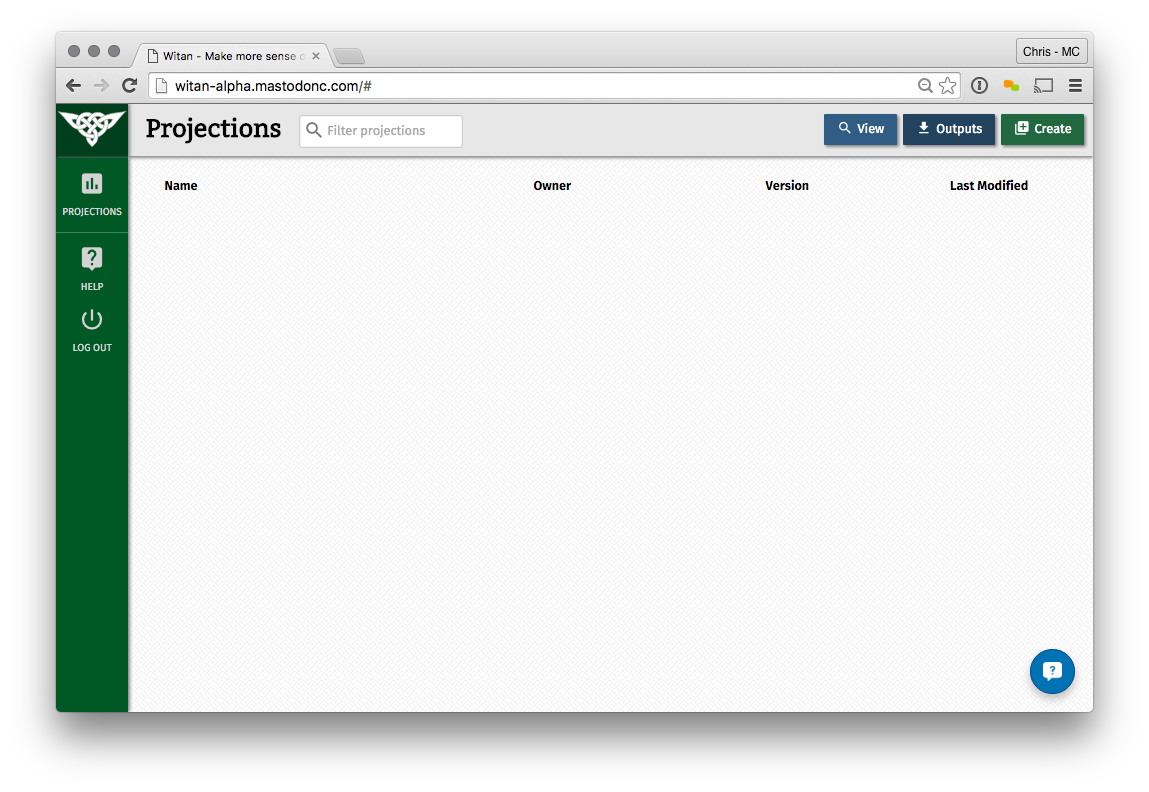 Witan - Make more sense o
Chris - MC
witan-alpha.mastodonc.com/#
Projections
Filter projections
View
Outputs
Create
PROJECTIONS
HELP
LOG OUT
Name Owner Version Last Modified